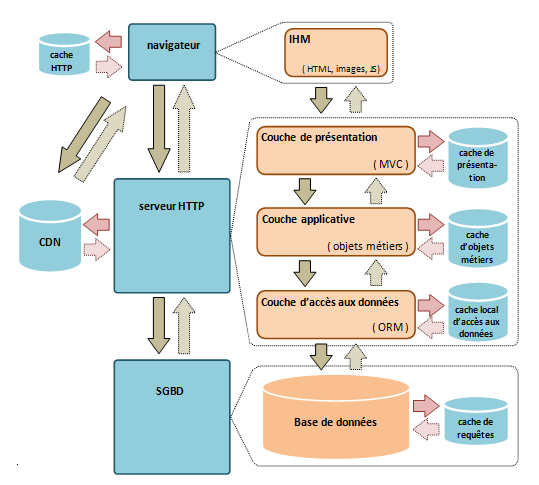 navigateur
cache
HTTP
IHM
( HTML, images, JS)
Couche de présentation
( MVC )
cache de
présenta-
tion
serveur HTTP
CDN
Couche applicative
( objets métiers )
cache
d'objets
métiers
Couche d'accès aux données
( ORM )
cache local
d'accès aux
données
SGBD
Base de données
cache de
requêtes